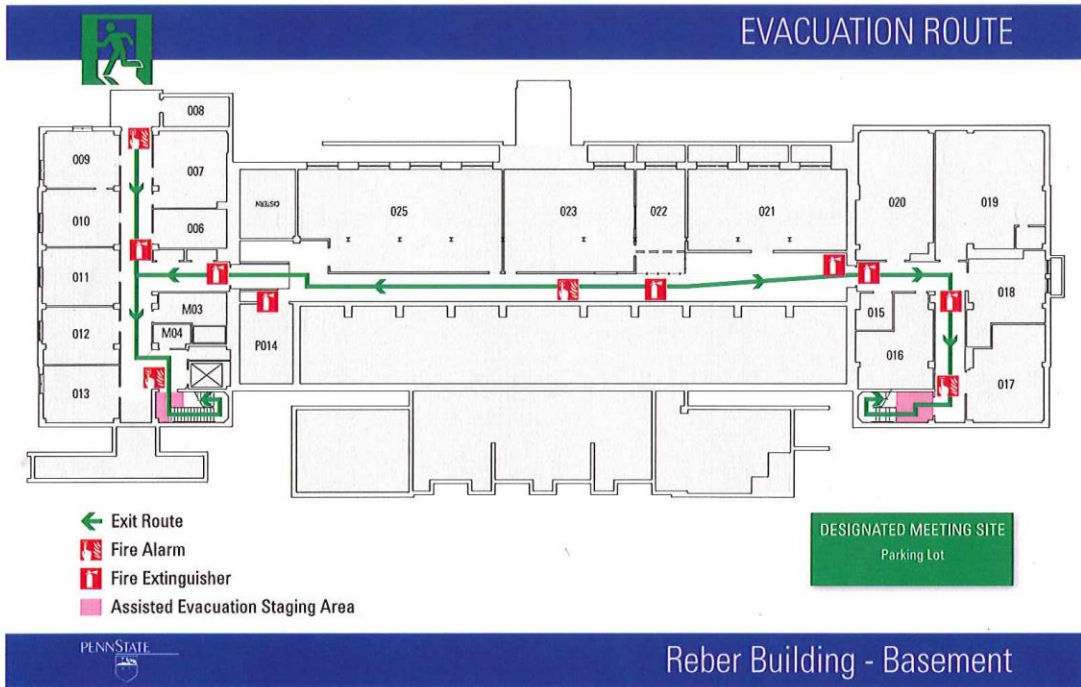 EVACUATION ROUTE
008
009
007
010
006
011
M03
012
M04
013
P014
CISTERN
025
023
022
021
020
019
018
015
016
017
Exit Route
Fire Alarm
Fire Extinguisher
Assisted Evacuation Staging Area
DESIGNATED MEETING SITE
Parking Lot
PENNSTATE
Reber Building - Basement